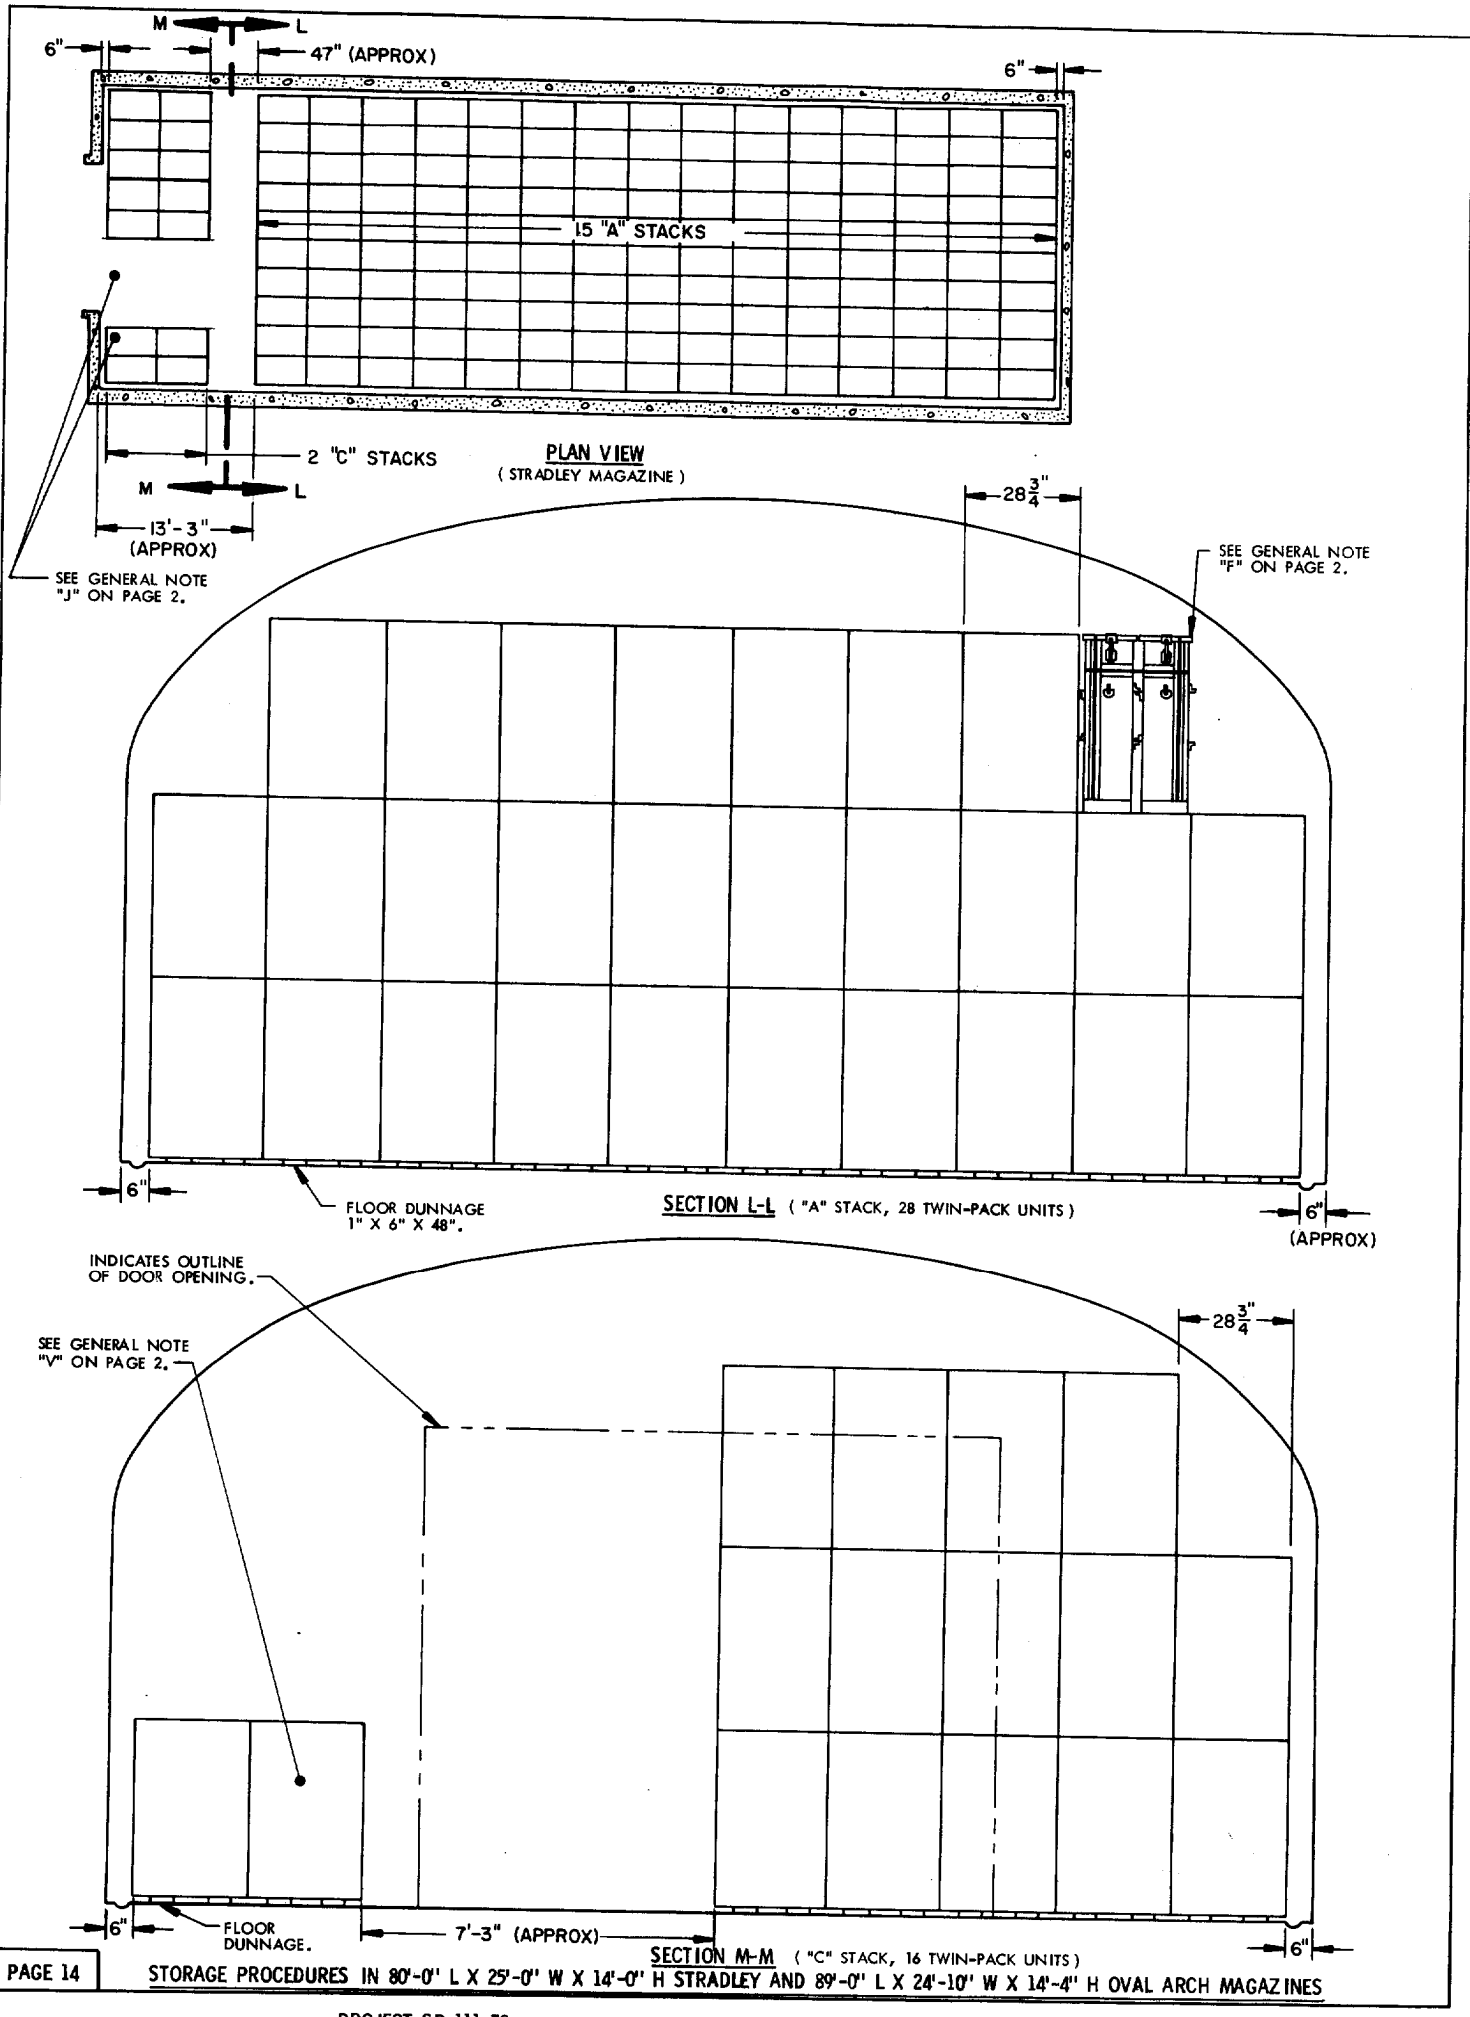 M L
6" 47" (APPROX) 6"
15 "A" STACKS
2 "C" STACKS
PLAN VIEW
( STRADLEY MAGAZINE )
M L
13'-3"
(APPROX)
SEE GENERAL NOTE
"J" ON PAGE 2.
28 3/4"
SEE GENERAL NOTE
"F" ON PAGE 2.
6"
FLOOR DUNNAGE
1" X 6" X 48".
SECTION L-L ( "A" STACK, 28 TWIN-PACK UNITS )
6"
(APPROX)
INDICATES OUTLINE
OF DOOR OPENING.
SEE GENERAL NOTE
"V" ON PAGE 2.
28 3/4"
6"
FLOOR
DUNNAGE.
7'-3" (APPROX)
SECTION M-M ( "C" STACK, 16 TWIN-PACK UNITS )
6"
PAGE 14
STORAGE PROCEDURES IN 80'-0" L X 25'-0" W X 14'-0" H STRADLEY AND 89'-0" L X 24'-10" W X 14'-4" H OVAL ARCH MAGAZINES